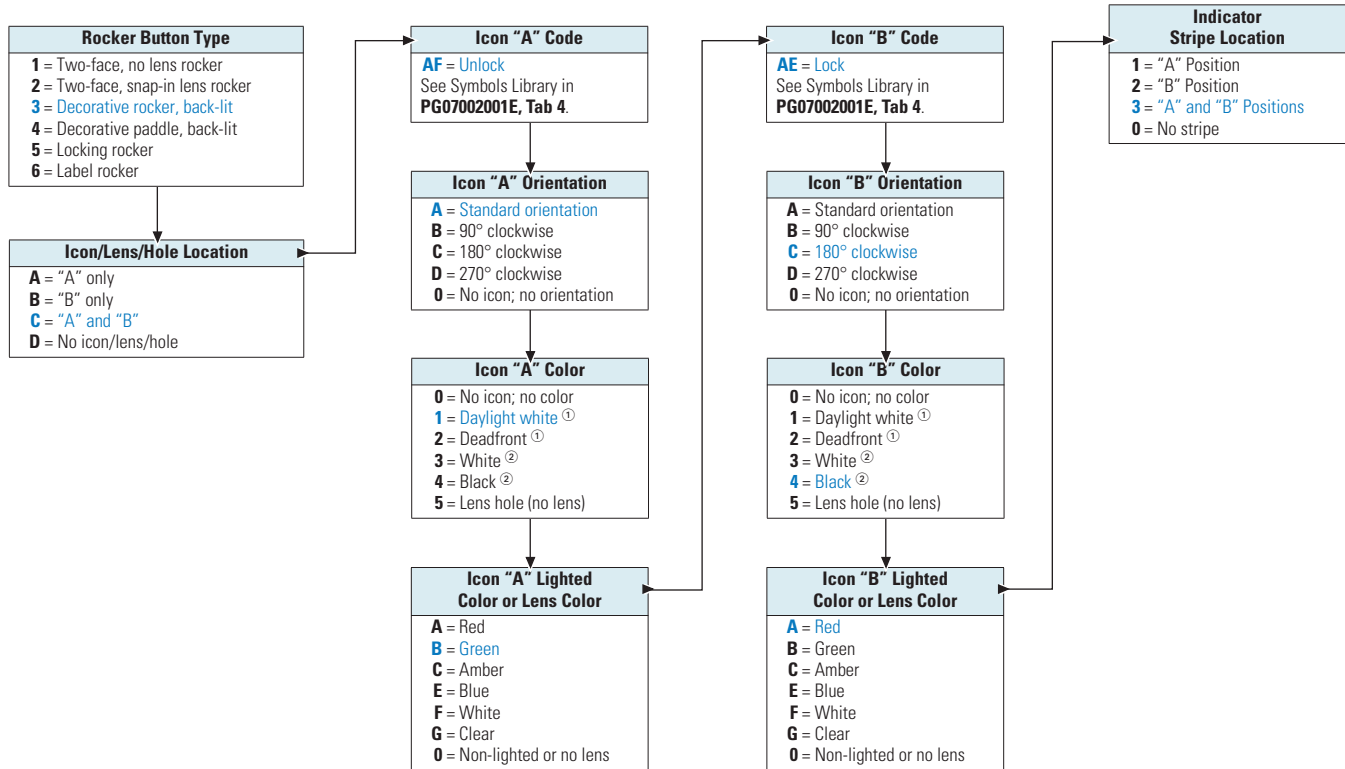 Rocker Button Type
1 = Two-face, no lens rocker
2 = Two-face, snap-in lens rocker
3 = Decorative rocker, back-lit
4 = Decorative paddle, back-lit
5 = Locking rocker
6 = Label rocker
Icon/Lens/Hole Location
A = "A" only
B = "B" only
C = "A" and "B"
D = No icon/lens/hole
Icon "A" Code
AF = Unlock
See Symbols Library in
PG07002001E, Tab 4.
Icon "A" Orientation
A = Standard orientation
B = 90° clockwise
C = 180° clockwise
D = 270° clockwise
0 = No icon; no orientation
Icon "A" Color
0 = No icon; no color
1 = Daylight white ①
2 = Deadfront ①
3 = White ②
4 = Black ②
5 = Lens hole (no lens)
Icon "A" Lighted
Color or Lens Color
A = Red
B = Green
C = Amber
E = Blue
F = White
G = Clear
0 = Non-lighted or no lens
Icon "B" Code
AE = Lock
See Symbols Library in
PG07002001E, Tab 4.
Icon "B" Orientation
A = Standard orientation
B = 90° clockwise
C = 180° clockwise
D = 270° clockwise
0 = No icon; no orientation
Icon "B" Color
0 = No icon; no color
1 = Daylight white ①
2 = Deadfront ①
3 = White ②
4 = Black ②
5 = Lens hole (no lens)
Icon "B" Lighted
Color or Lens Color
A = Red
B = Green
C = Amber
E = Blue
F = White
G = Clear
0 = Non-lighted or no lens
Indicator
Stripe Location
1 = "A" Position
2 = "B" Position
3 = "A" and "B" Positions
0 = No stripe